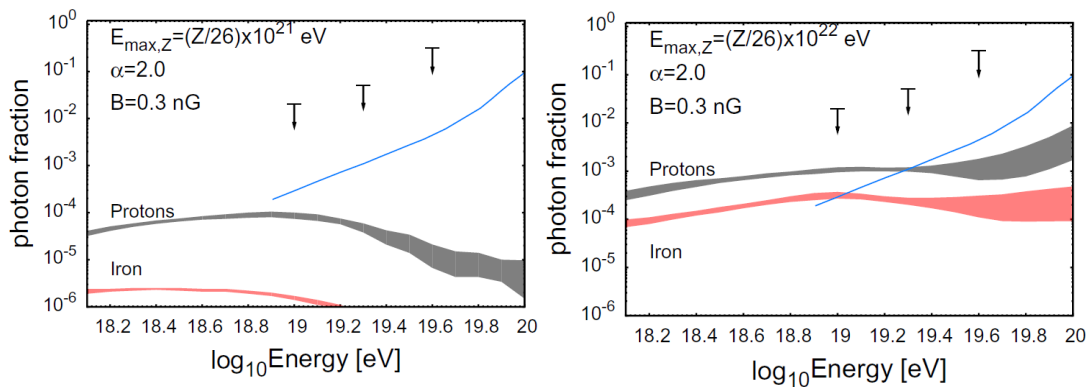 E_max,Z=(Z/26)x10^21 eV
α=2.0
B=0.3 nG
Protons
Iron
photon fraction
10^0
10^-1
10^-2
10^-3
10^-4
10^-5
10^-6
18.2 18.4 18.6 18.8 19 19.2 19.4 19.6 19.8 20
log10Energy [eV]
E_max,Z=(Z/26)x10^22 eV
α=2.0
B=0.3 nG
Protons
Iron
photon fraction
10^0
10^-1
10^-2
10^-3
10^-4
10^-5
10^-6
18.2 18.4 18.6 18.8 19 19.2 19.4 19.6 19.8 20
log10Energy [eV]